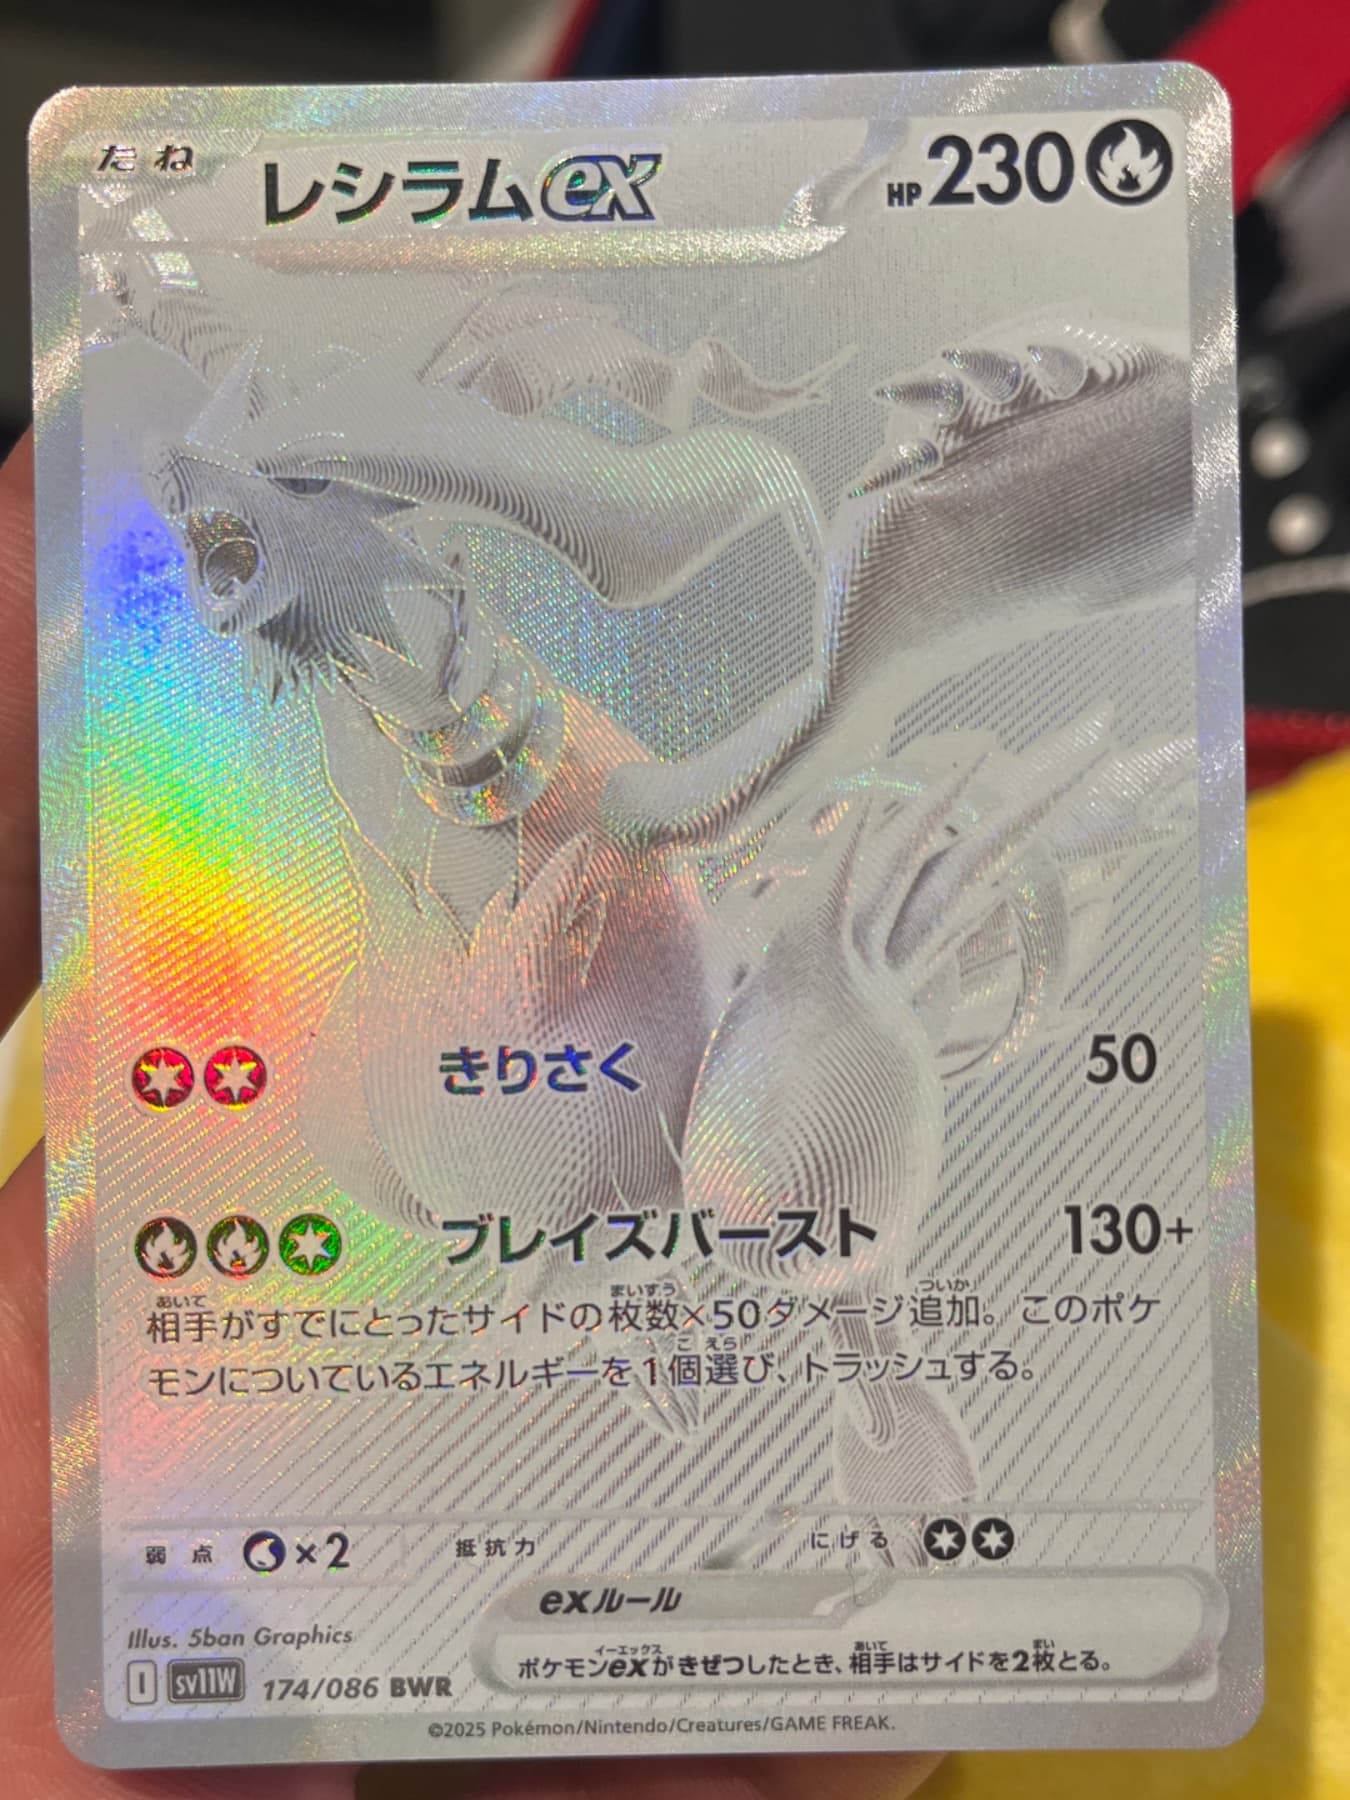 たね レシラムex HP230
きりさく 50
ブレイズバースト 130+
相手がすでにとったサイドの枚数×50ダメージ追加。このポケ
モンについているエネルギーを1個選び、トラッシュする。
弱点 ×2 抵抗力 にげる
exルール
ポケモンexがきぜつしたとき、相手はサイドを2枚とる。
Illus. 5ban Graphics
I SV11W 174/086 BWR
©2025 Pokémon/Nintendo/Creatures/GAME FREAK.